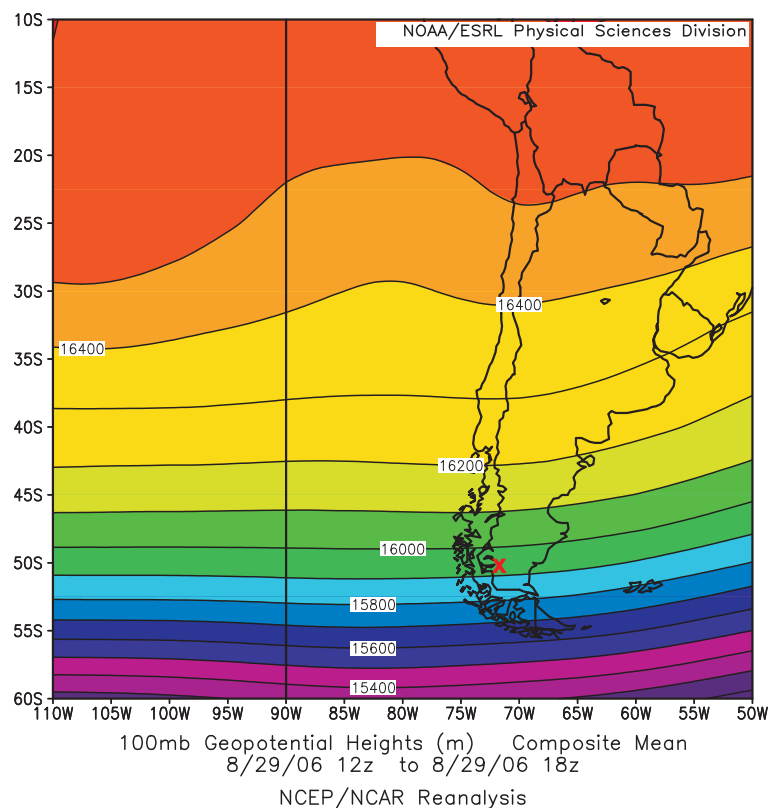 10S
NOAA/ESRL Physical Sciences Division
15S
20S
25S
30S
16400
35S
16400
40S
16200
45S
16000
50S
X
15800
55S
15600
15400
60S
110W 105W 100W 95W 90W 85W 80W 75W 70W 65W 60W 55W 50W
100mb Geopotential Heights (m) Composite Mean
8/29/06 12z to 8/29/06 18z
NCEP/NCAR Reanalysis